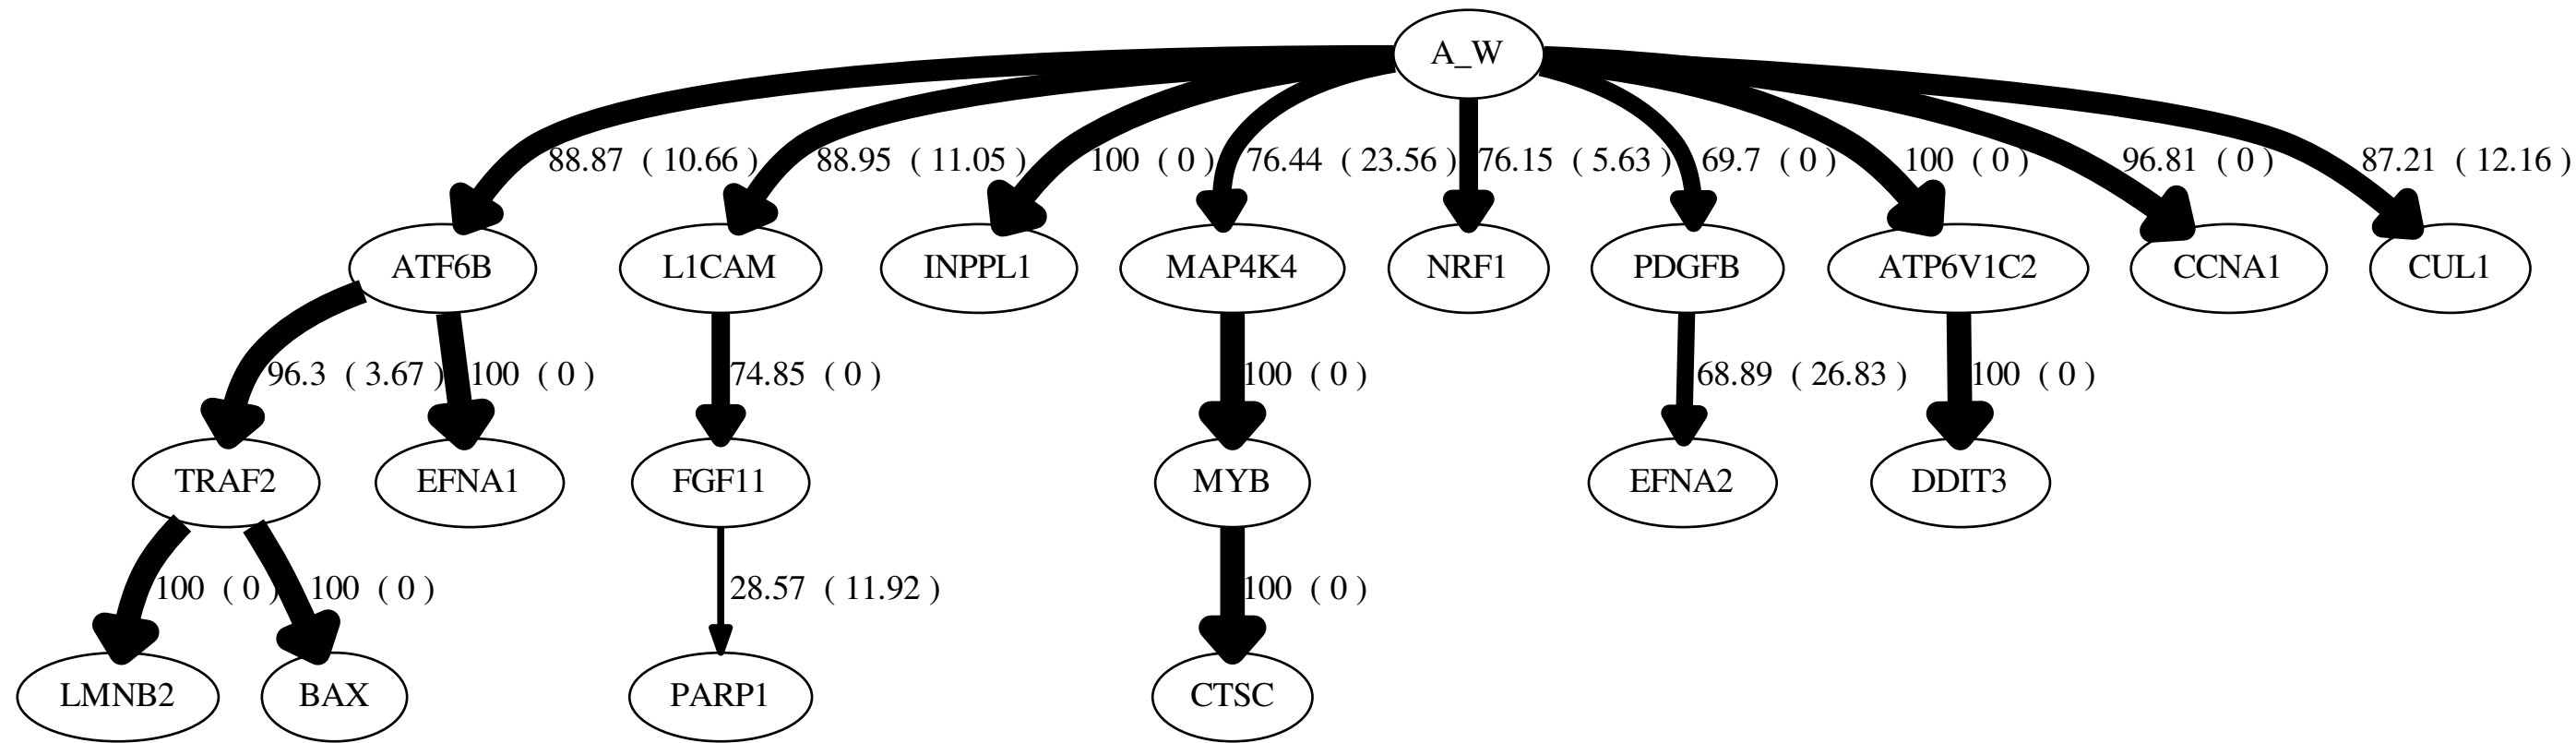 A_W
88.87 ( 10.66 )
88.95 ( 11.05 )
100 ( 0 )
76.44 ( 23.56 )
76.15 ( 5.63 )
69.7 ( 0 )
100 ( 0 )
96.81 ( 0 )
87.21 ( 12.16 )
ATF6B
L1CAM
INPPL1
MAP4K4
NRF1
PDGFB
ATP6V1C2
CCNA1
CUL1
96.3 ( 3.67 )
100 ( 0 )
74.85 ( 0 )
100 ( 0 )
68.89 ( 26.83 )
100 ( 0 )
TRAF2
EFNA1
FGF11
MYB
EFNA2
DDIT3
100 ( 0 )
100 ( 0 )
28.57 ( 11.92 )
100 ( 0 )
LMNB2
BAX
PARP1
CTSC